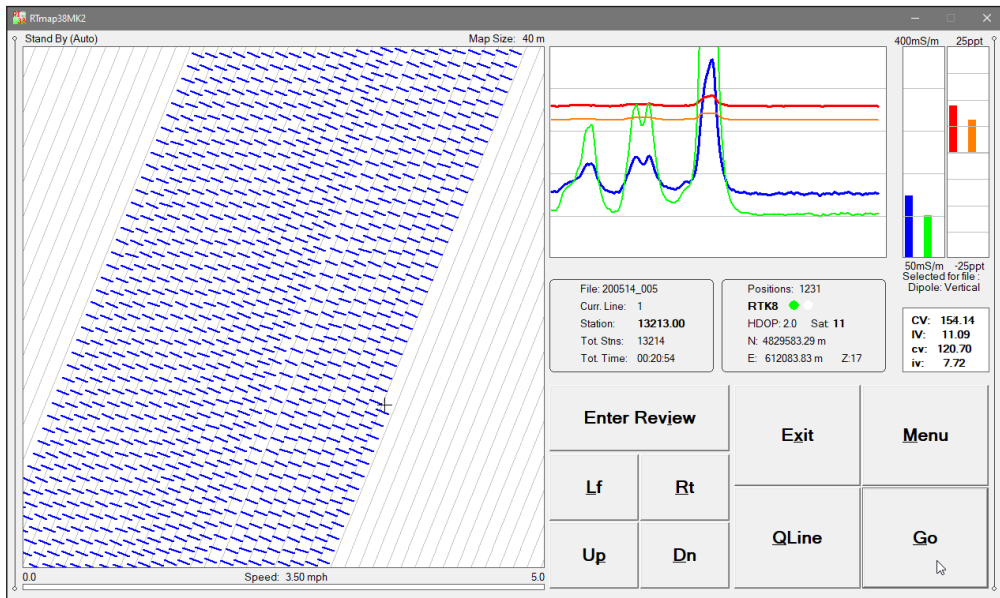 RTmap38MK2
Stand By (Auto)
Map Size: 40 m
400mS/m 25ppt
50mS/m -25ppt
Selected for file :
Dipole: Vertical
File: 200514_005
Curr. Line: 1
Station: 13213.00
Tot. Stns: 13214
Tot. Time: 00:20:54
Positions: 1231
RTK8
HDOP: 2.0 Sat: 11
N: 4829583.29 m
E: 612083.83 m Z:17
CV: 154.14
IV: 11.09
cv: 120.70
iv: 7.72
Enter Review
Exit
Menu
Lf
Rt
Up
Dn
QLine
Go
0.0
Speed: 3.50 mph
5.0